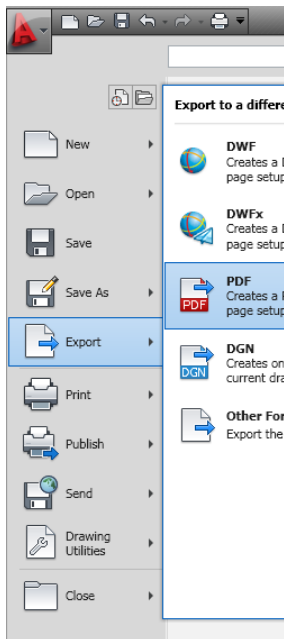 Export to a differe
New
Open
Save
Save As
Export
Print
Publish
Send
Drawing
Utilities
Close
DWF
Creates a D
page setup
DWFx
Creates a D
page setup
PDF
PDF
Creates a P
page setup
DGN
DGN
Creates on
current dra
Other For
Export the